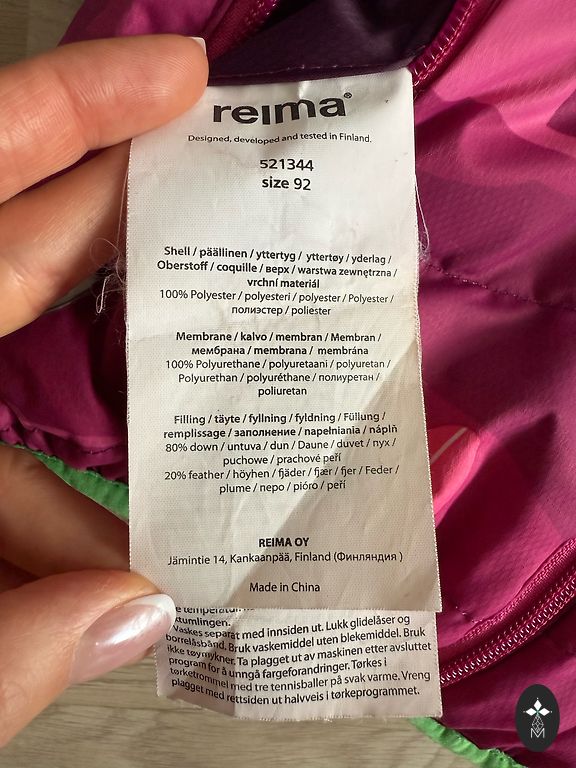 reima®
Designed, developed and tested in Finland.
521344
size 92
Shell / päällinen / yttertyg / yttertøy / yderlag /
Oberstoff / coquille / верх / warstwa zewnętrzna /
vrchní materiál
100% Polyester / polyesteri / polyester / Polyester /
полиэстер / poliester
Membrane / kalvo / membran / Membran /
мембрана / membrana / membrána
100% Polyurethane / polyuretaani / polyuretan /
Polyurethan / polyuréthane / полиуретан /
poliuretan
Filling / täyte / fyllning / fyldning / Füllung /
remplissage / заполнение / napełniania / náplň
80% down / untuva / dun / Daune / duvet / пух /
puchowe / prachové peří
20% feather / höyhen / fjäder / fjær / fjer / Feder /
plume / перо / pióro / peří
REIMA OY
Jämintie 14, Kankaanpää, Finland (Финляндия )
Made in China
tumlingen.
Vaskes separat med innsiden ut. Lukk glidelåser og
borrelåsbånd. Bruk vaskemiddel uten blekemiddel. Bruk
ikke tøymykner. Ta plagget ut av maskinen etter avsluttet
program for å unngå fargeforandringer. Tørkes i
tørketrommel med tre tennisballer på svak varme. Vreng
plagget med rettsiden ut halvveis i tørkeprogrammet.
M